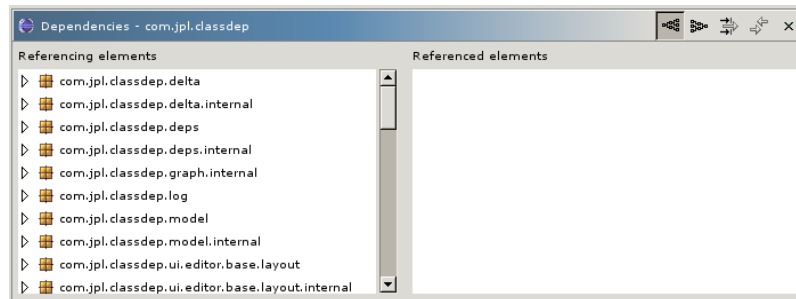 Dependencies - com.jpl.classdep
Referencing elements
com.jpl.classdep.delta
com.jpl.classdep.delta.internal
com.jpl.classdep.deps
com.jpl.classdep.deps.internal
com.jpl.classdep.graph.internal
com.jpl.classdep.log
com.jpl.classdep.model
com.jpl.classdep.model.internal
com.jpl.classdep.ui.editor.base.layout
com.jpl.classdep.ui.editor.base.layout.internal
Referenced elements